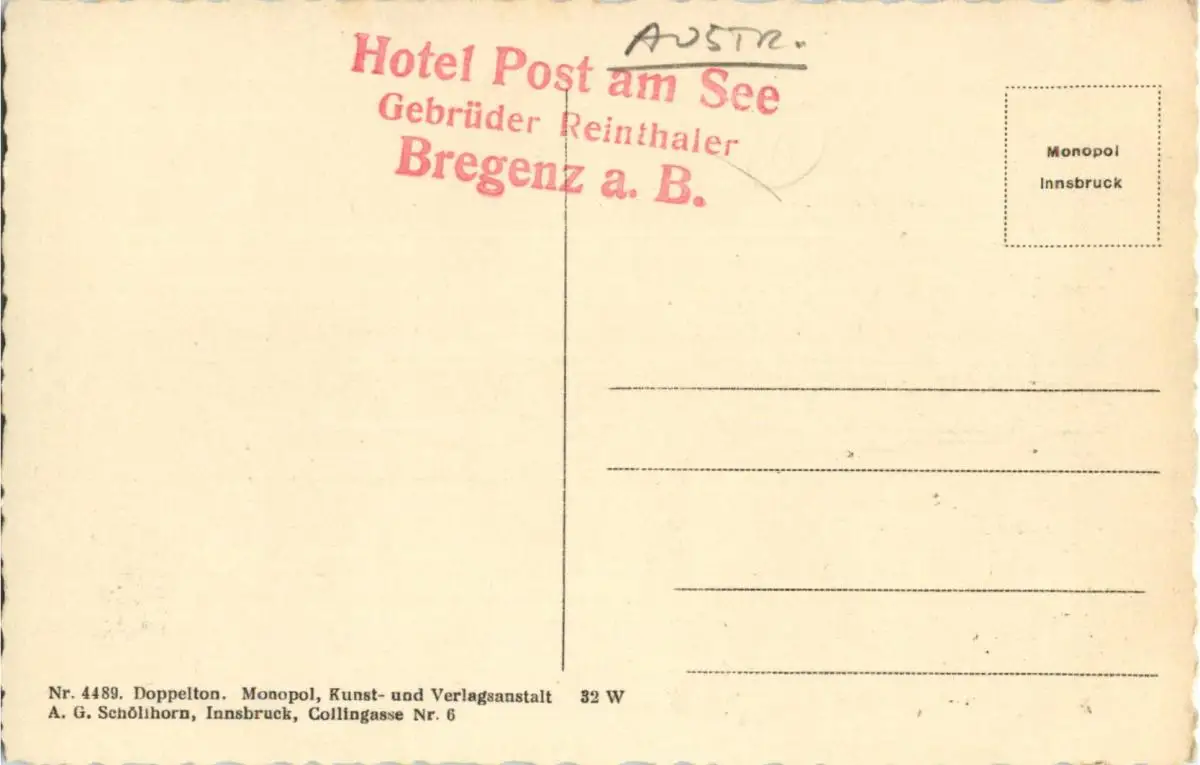 AUSTR.
Hotel Post am See
Gebrüder Reinthaler
Bregenz a. B.
Monopol
Innsbruck
Nr. 4489. Doppelton. Monopol, Kunst- und Verlagsanstalt 32 W
A. G. Schöllhorn, Innsbruck, Collingasse Nr. 6